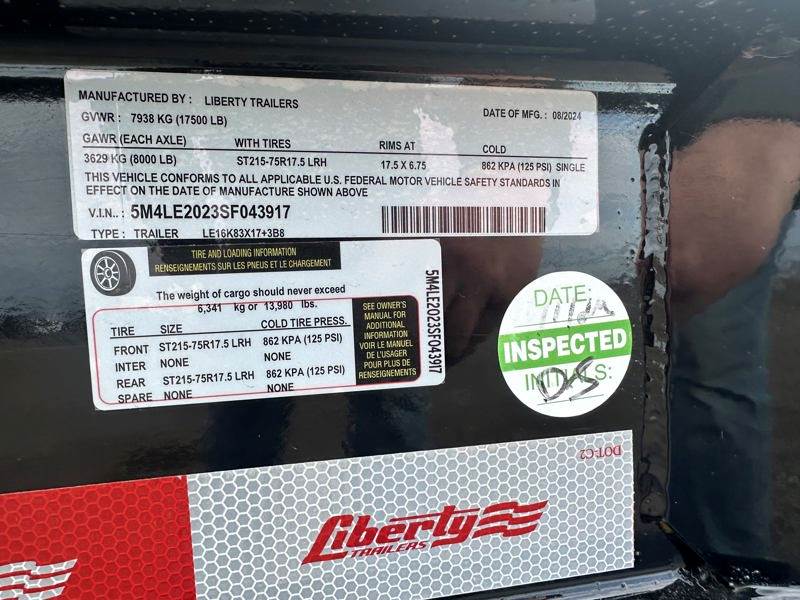 MANUFACTURED BY : LIBERTY TRAILERS
DATE OF MFG. : 08/2024
GVWR : 7938 KG (17500 LB)
GAWR (EACH AXLE) WITH TIRES RIMS AT COLD
3629 KG (8000 LB) ST215-75R17.5 LRH 17.5 X 6.75 862 KPA (125 PSI) SINGLE
THIS VEHICLE CONFORMS TO ALL APPLICABLE U.S. FEDERAL MOTOR VEHICLE SAFETY STANDARDS IN
EFFECT ON THE DATE OF MANUFACTURE SHOWN ABOVE
V.I.N.: 5M4LE2023SF043917
TYPE : TRAILER LE16K83X17+3B8
TIRE AND LOADING INFORMATION
RENSEIGNEMENTS SUR LES PNEUS ET LE CHARGEMENT
The weight of cargo should never exceed
6,341 kg or 13,980 lbs.
TIRE SIZE COLD TIRE PRESS.
FRONT ST215-75R17.5 LRH 862 KPA (125 PSI)
INTER NONE NONE
REAR ST215-75R17.5 LRH 862 KPA (125 PSI)
SPARE NONE NONE
SEE OWNER'S
MANUAL FOR
ADDITIONAL
INFORMATION
VOIR LE MANUEL
DE L'USAGER
POUR PLUS DE
RENSEIGNEMENTS
5M4LE2023SF043917
DATE:
INSPECTED
INITIALS:
DOT-C2
Liberty
TRAILERS